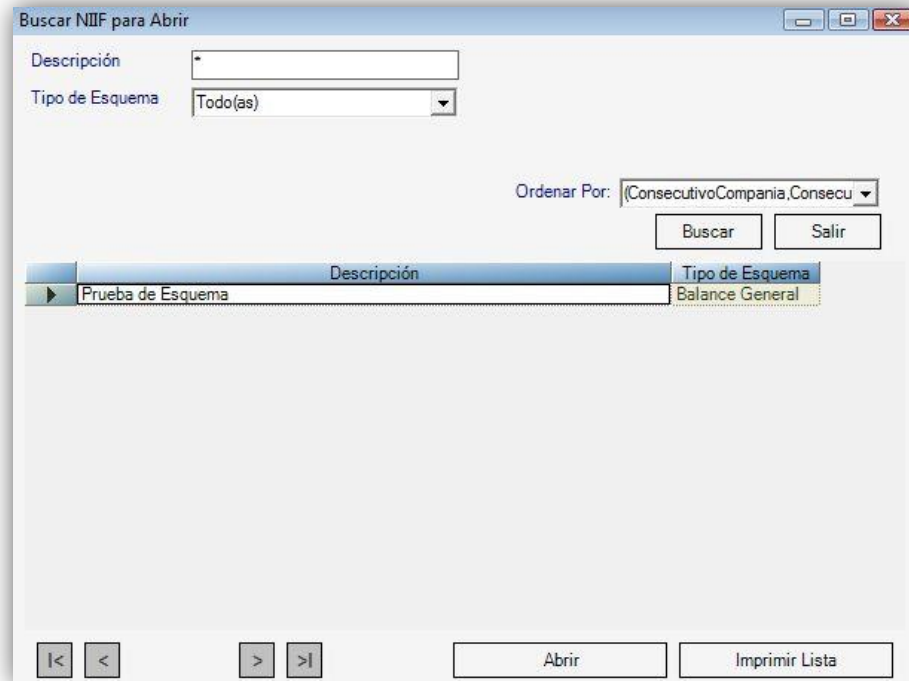 Buscar NIIF para Abrir
Descripción *
Tipo de Esquema Todo(as)
Ordenar Por: (ConsecutivoCompania,Consecu
Buscar Salir
Descripción Tipo de Esquema
Prueba de Esquema Balance General
|< < > >| Abrir Imprimir Lista